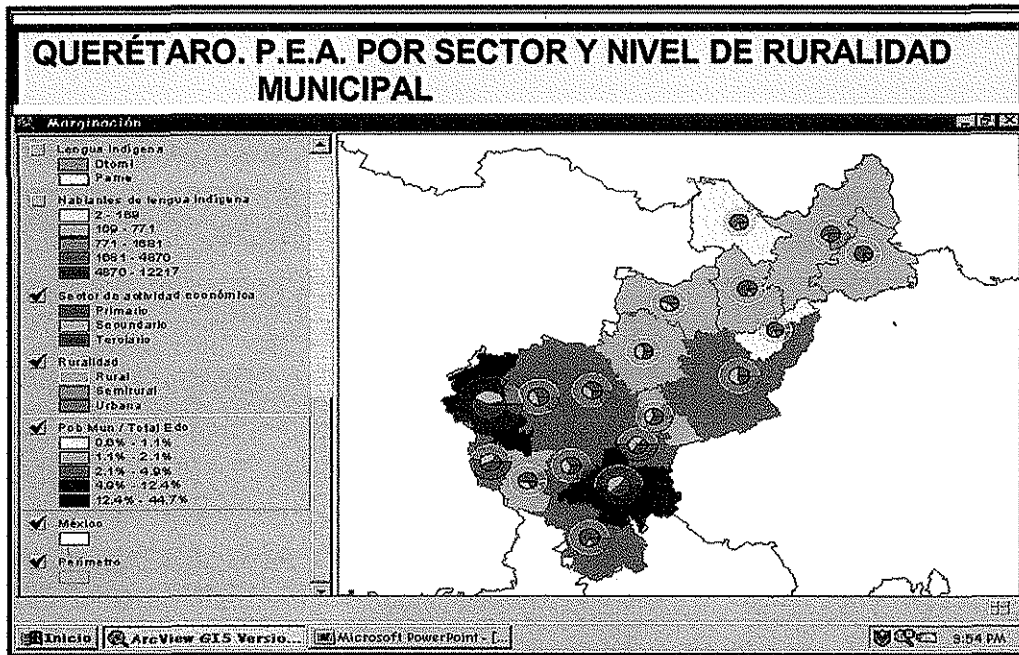 QUERÉTARO. P.E.A. POR SECTOR Y NIVEL DE RURALIDAD
MUNICIPAL
Marginación
Lengua indígena
Otomi
Pame
Hablantes de lengua indígena
2 - 169
109 - 771
771 - 1681
1681 - 4870
4870 - 12217
Sector de actividad económica
Primario
Secundario
Terciario
Ruralidad
Rural
Semirural
Urbana
Pob Mun / Total Edo
0.0% - 1.1%
1.1% - 2.1%
2.1% - 4.9%
4.9% - 12.4%
12.4% - 44.7%
México
Perímetro
Inicio
ArcView GIS Versio...
Microsoft PowerPoint - [...
9:54 PM